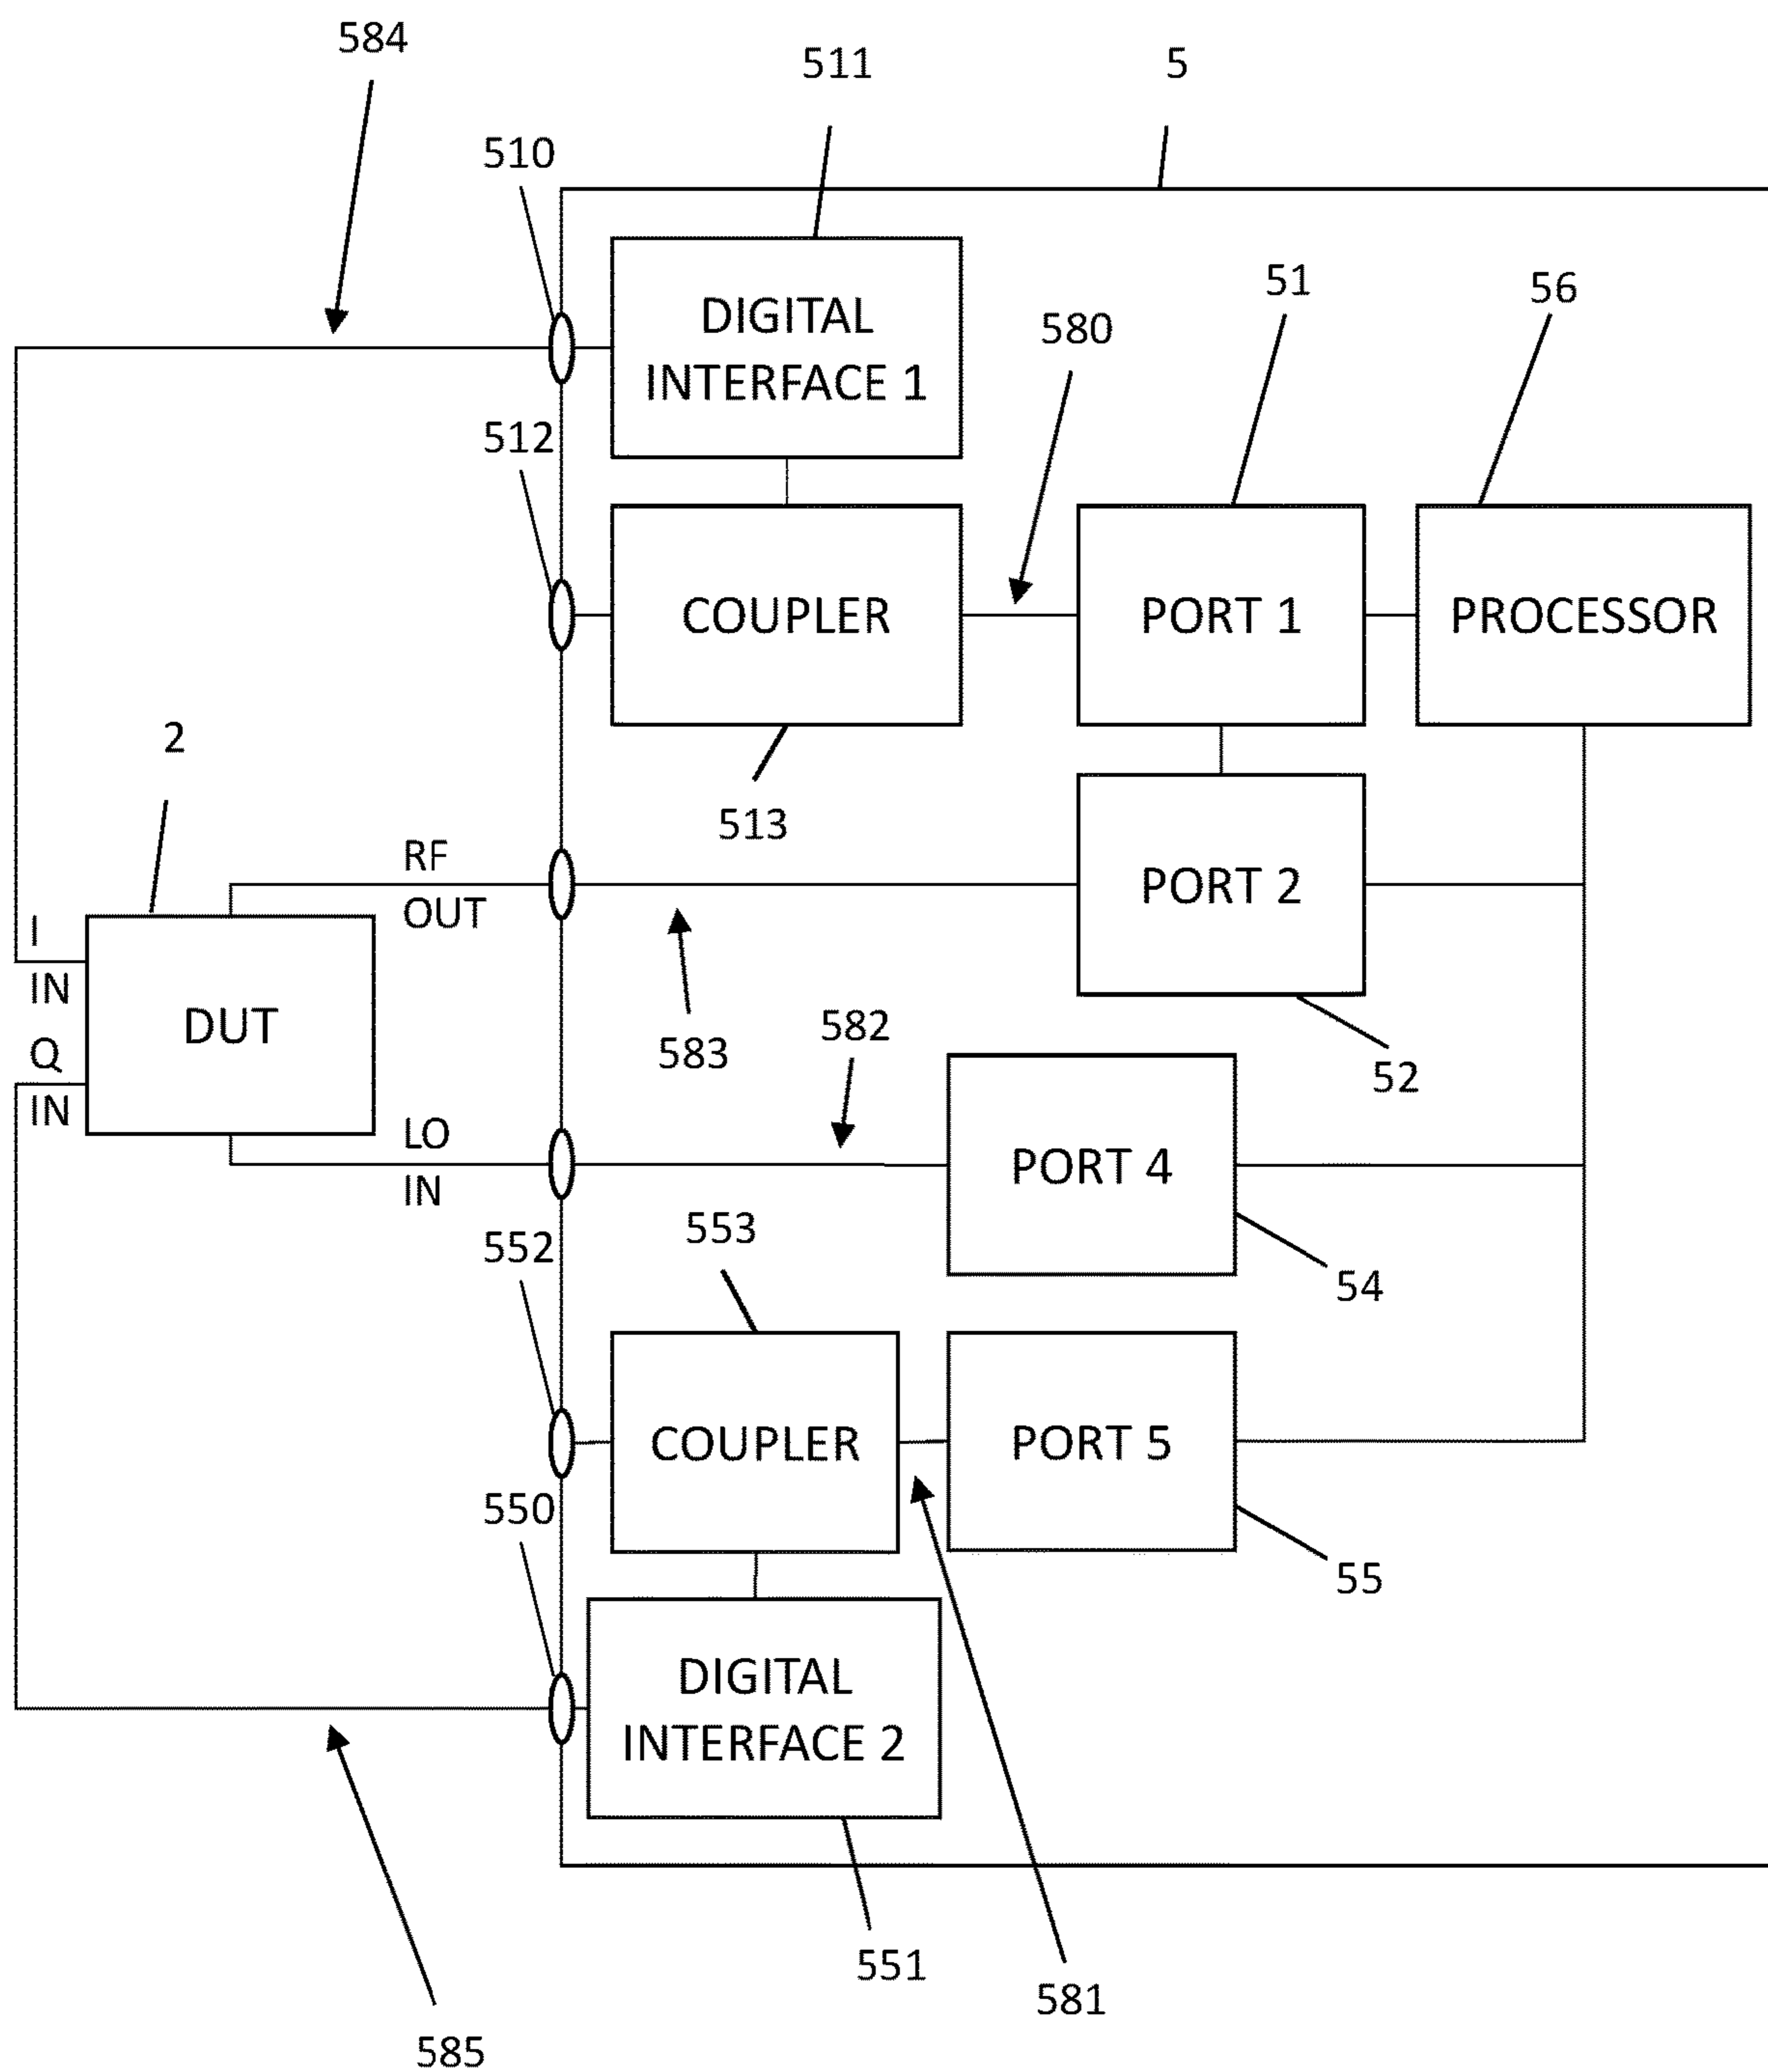 584
511
5
510
DIGITAL
INTERFACE 1
51
56
580
512
COUPLER
PORT 1
PROCESSOR
2
513
RF
OUT
PORT 2
I
IN
DUT
583
582
52
Q
IN
LO
IN
PORT 4
553
552
54
COUPLER
PORT 5
550
55
DIGITAL
INTERFACE 2
551
581
585